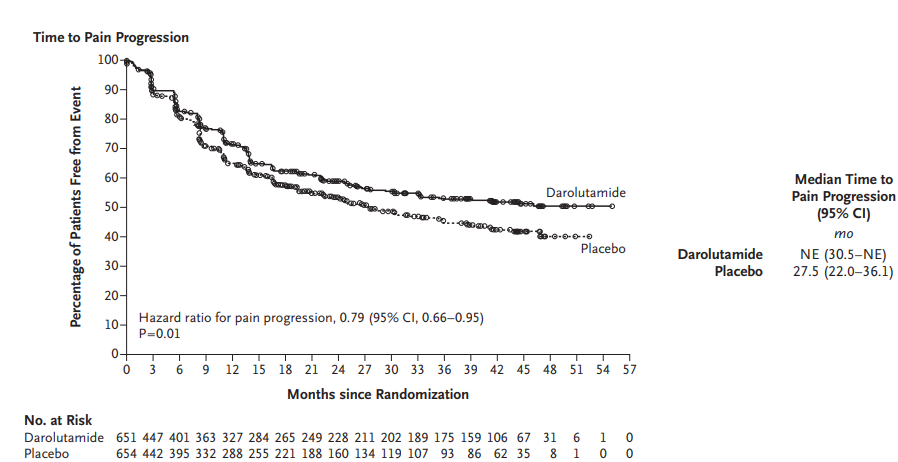 Time to Pain Progression
Percentage of Patients Free from Event
100
90
80
70
60
50
40
30
20
10
0
Darolutamide
Placebo
Hazard ratio for pain progression, 0.79 (95% CI, 0.66–0.95)
P=0.01
0 3 6 9 12 15 18 21 24 27 30 33 36 39 42 45 48 51 54 57
Months since Randomization
Median Time to
Pain Progression
(95% CI)
mo
Darolutamide NE (30.5–NE)
Placebo 27.5 (22.0–36.1)
No. at Risk
Darolutamide 651 447 401 363 327 284 265 249 228 211 202 189 175 159 106 67 31 6 1 0
Placebo 654 442 395 332 288 255 221 188 160 134 119 107 93 86 62 35 8 1 0 0